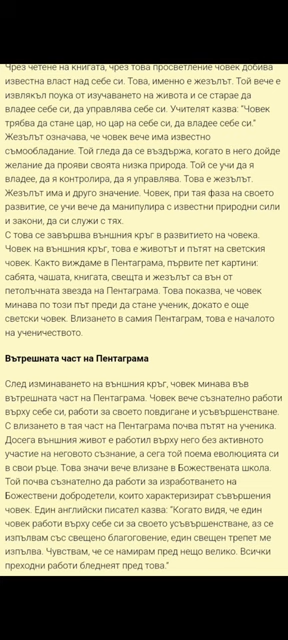 Чрез четене на книгата, чрез това просветление човек добива
известна власт над себе си. Това, именно е жезълът. Той вече е
извлякъл поука от изучаването на живота и се старае да
владее себе си, да управлява себе си. Учителят казва: "Човек
трябва да стане цар, но цар на себе си, да владее себе си."
Жезълът означава, че човек вече има известно
самообладание. Той гледа да се въздържа, когато в него дойде
желание да прояви своята низка природа. Той се учи да я
владее, да я контролира, да я управлява. Това е жезълът.
Жезълът има и друго значение. Човек, при тая фаза на своето
развитие, се учи вече да манипулира с известни природни сили
и закони, да си служи с тях.
С това се завършва външния кръг в развитието на човека.
Човек на външния кръг, това е животът и пътят на светския
човек. Както виждаме в Пентаграма, първите пет картини:
сабята, чашата, книгата, свещта и жезълът са вън от
петолъчната звезда на Пентаграма. Това показва, че човек
минава по този път преди да стане ученик, докато е още
светски човек. Влизането в самия Пентаграм, това е началото
на ученичеството.
Вътрешната част на Пентаграма
След изминаването на външния кръг, човек минава във
вътрешната част на Пентаграма. Човек вече съзнателно работи
върху себе си, работи за своето повдигане и усъвършенстване.
С влизането в тая част на Пентаграма почва пътят на ученика.
Досега външния живот е работил върху него без активното
участие на неговото съзнание, а сега той поема еволюцията си
в свои ръце. Това значи вече влизане в Божествената школа.
Той почва съзнателно да работи за изработването на
Божествени добродетели, които характеризират съвършения
човек. Един английски писател казва: "Когато видя, че един
човек работи върху себе си за своето усъвършенстване, аз се
изпълвам със свещено благоговение, един свещен трепет ме
изпълва. Чувствам, че се намирам пред нещо велико. Всички
преходни работи бледнеят пред това."